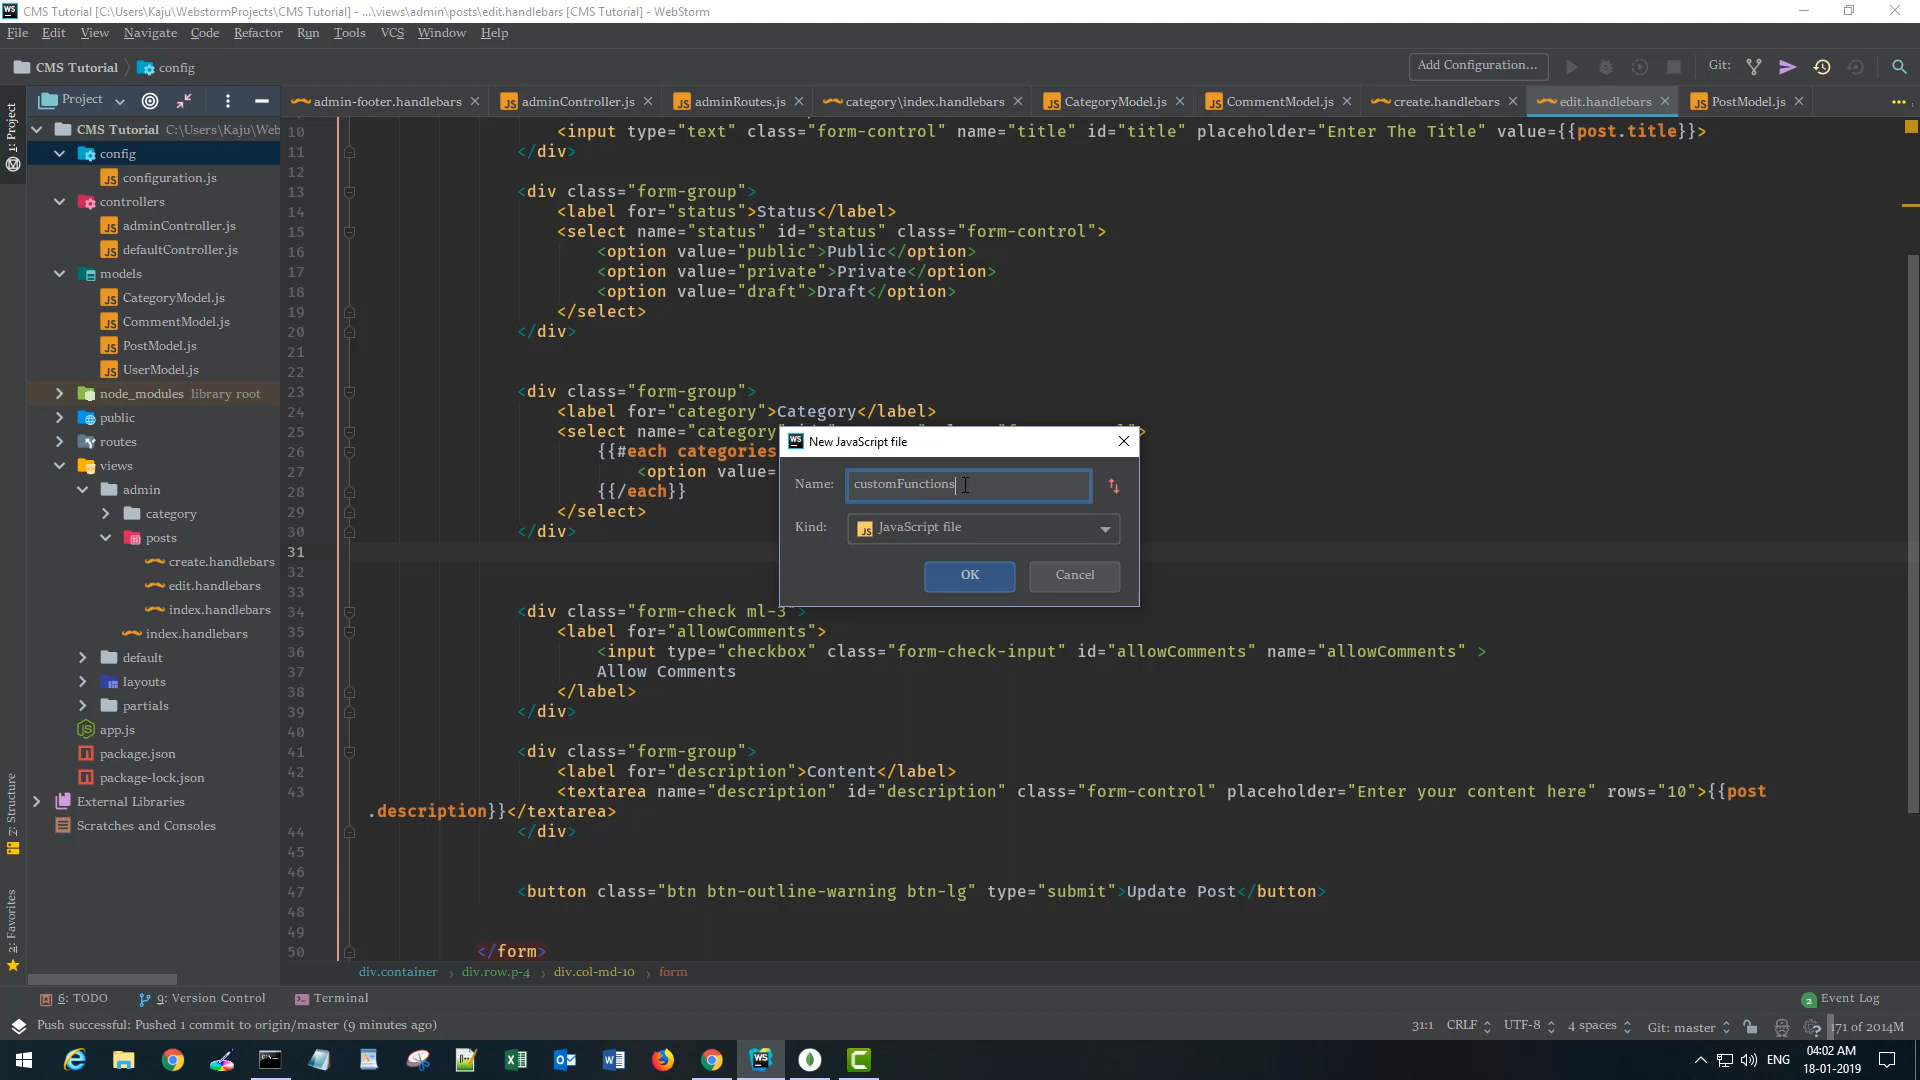 CMS Tutorial [C:\Users\Kaju\WebstormProjects\CMS Tutorial] - ...\views\admin\posts\edit.handlebars [CMS Tutorial] - WebStorm
File Edit View Navigate Code Refactor Run Tools VCS Window Help
CMS Tutorial config Add Configuration... Git:
Project admin-footer.handlebars adminController.js adminRoutes.js category\index.handlebars CategoryModel.js CommentModel.js create.handlebars edit.handlebars PostModel.js
1: Project
CMS Tutorial C:\Users\Kaju\Web
config
configuration.js
controllers
adminController.js
defaultController.js
models
CategoryModel.js
CommentModel.js
PostModel.js
UserModel.js
node_modules library root
public
routes
views
admin
category
posts
create.handlebars
edit.handlebars
index.handlebars
index.handlebars
default
layouts
partials
app.js
package.json
package-lock.json
External Libraries
Scratches and Consoles
Z: Structure
2: Favorites
10 <input type="text" class="form-control" name="title" id="title" placeholder="Enter The Title" value={{post.title}}>
11 </div>
12
13 <div class="form-group">
14 <label for="status">Status</label>
15 <select name="status" id="status" class="form-control">
16 <option value="public">Public</option>
17 <option value="private">Private</option>
18 <option value="draft">Draft</option>
19 </select>
20 </div>
21
22
23 <div class="form-group">
24 <label for="category">Category</label>
25 <select name="category
26 {{#each categories
27 <option value=
28 {{/each}}
29 </select>
30 </div>
31
32
33
34 <div class="form-check ml-3">
35 <label for="allowComments">
36 <input type="checkbox" class="form-check-input" id="allowComments" name="allowComments" >
37 Allow Comments
38 </label>
39 </div>
40
41 <div class="form-group">
42 <label for="description">Content</label>
43 <textarea name="description" id="description" class="form-control" placeholder="Enter your content here" rows="10">{{post
.description}}</textarea>
44 </div>
45
46
47 <button class="btn btn-outline-warning btn-lg" type="submit">Update Post</button>
48
49
50 </form>
New JavaScript file
Name: customFunctions
Kind: JavaScript file
OK Cancel
div.container div.row.p-4 div.col-md-10 form
6: TODO 9: Version Control Terminal 2 Event Log
Push successful: Pushed 1 commit to origin/master (9 minutes ago) 31:1 CRLF UTF-8 4 spaces Git: master 171 of 2014M
ENG 04:02 AM
18-01-2019